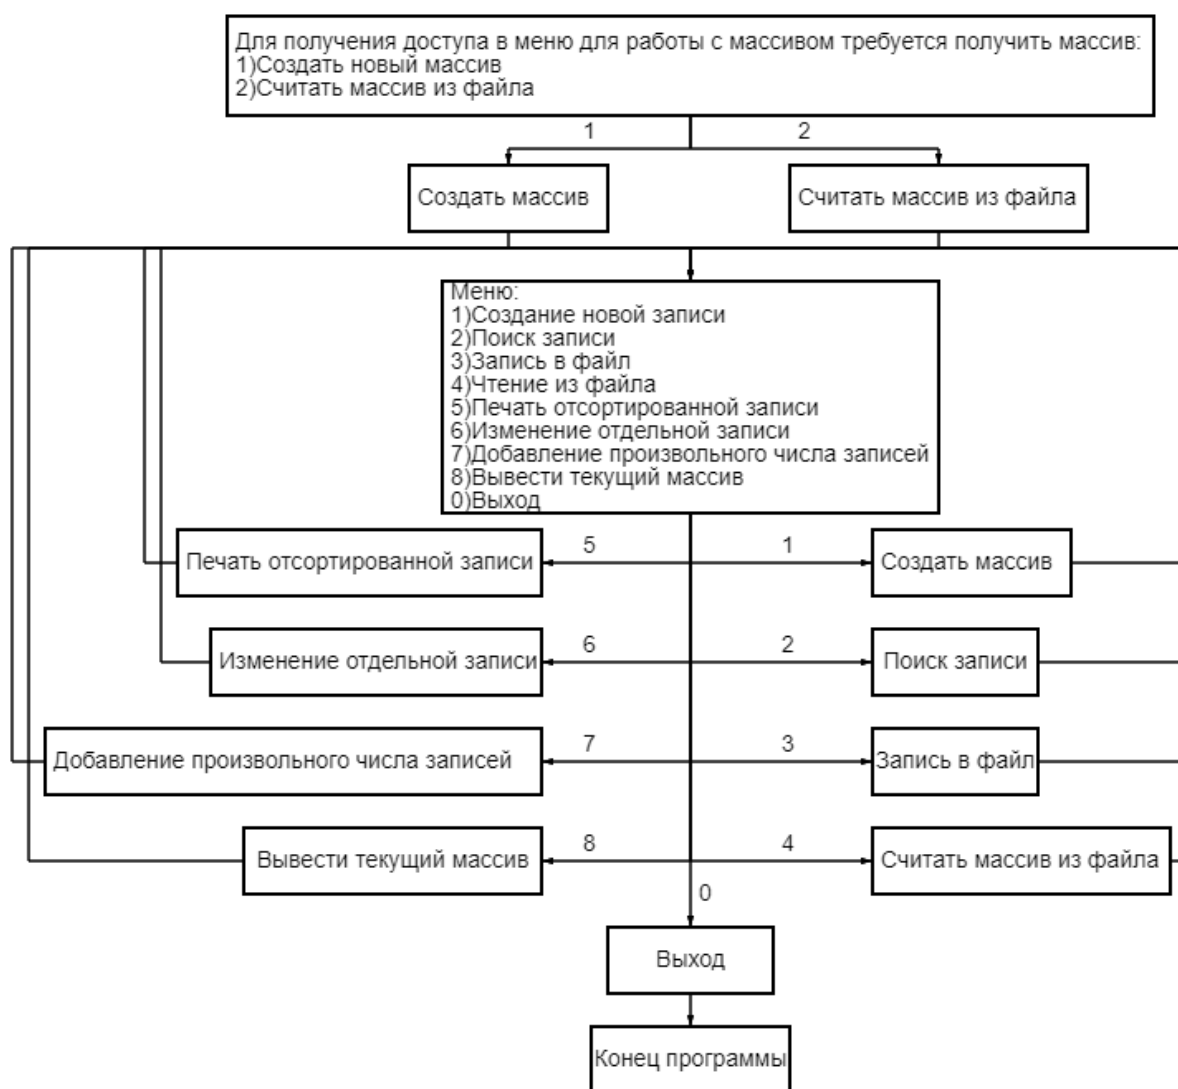 Для получения доступа в меню для работы с массивом требуется получить массив:
1)Создать новый массив
2)Считать массив из файла
1
2
Создать массив
Считать массив из файла
Меню:
1)Создание новой записи
2)Поиск записи
3)Запись в файл
4)Чтение из файла
5)Печать отсортированной записи
6)Изменение отдельной записи
7)Добавление произвольного числа записей
8)Вывести текущий массив
0)Выход
Печать отсортированной записи
5
1
Создать массив
Изменение отдельной записи
6
2
Поиск записи
Добавление произвольного числа записей
7
3
Запись в файл
Вывести текущий массив
8
4
Считать массив из файла
0
Выход
Конец программы